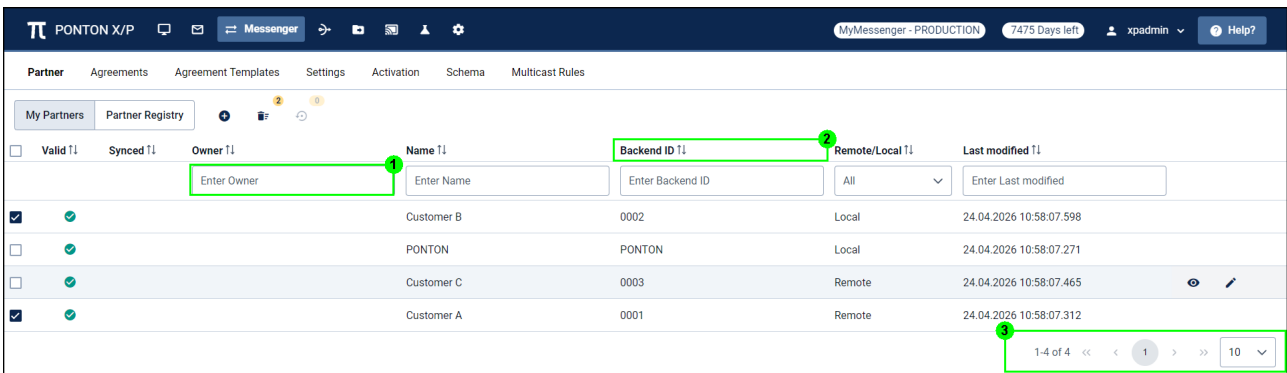 PONTON X/P Messenger MyMessenger - PRODUCTION 7475 Days left xpadmin Help?
Partner Agreements Agreement Templates Settings Activation Schema Multicast Rules
My Partners Partner Registry 2 0
Valid Synced Owner Name Backend ID 2 Remote/Local Last modified
1
Enter Owner Enter Name Enter Backend ID All Enter Last modified
Customer B 0002 Local 24.04.2026 10:58:07.598
PONTON PONTON Local 24.04.2026 10:58:07.271
Customer C 0003 Remote 24.04.2026 10:58:07.465
Customer A 0001 Remote 24.04.2026 10:58:07.312
3
1-4 of 4 << < 1 > >> 10